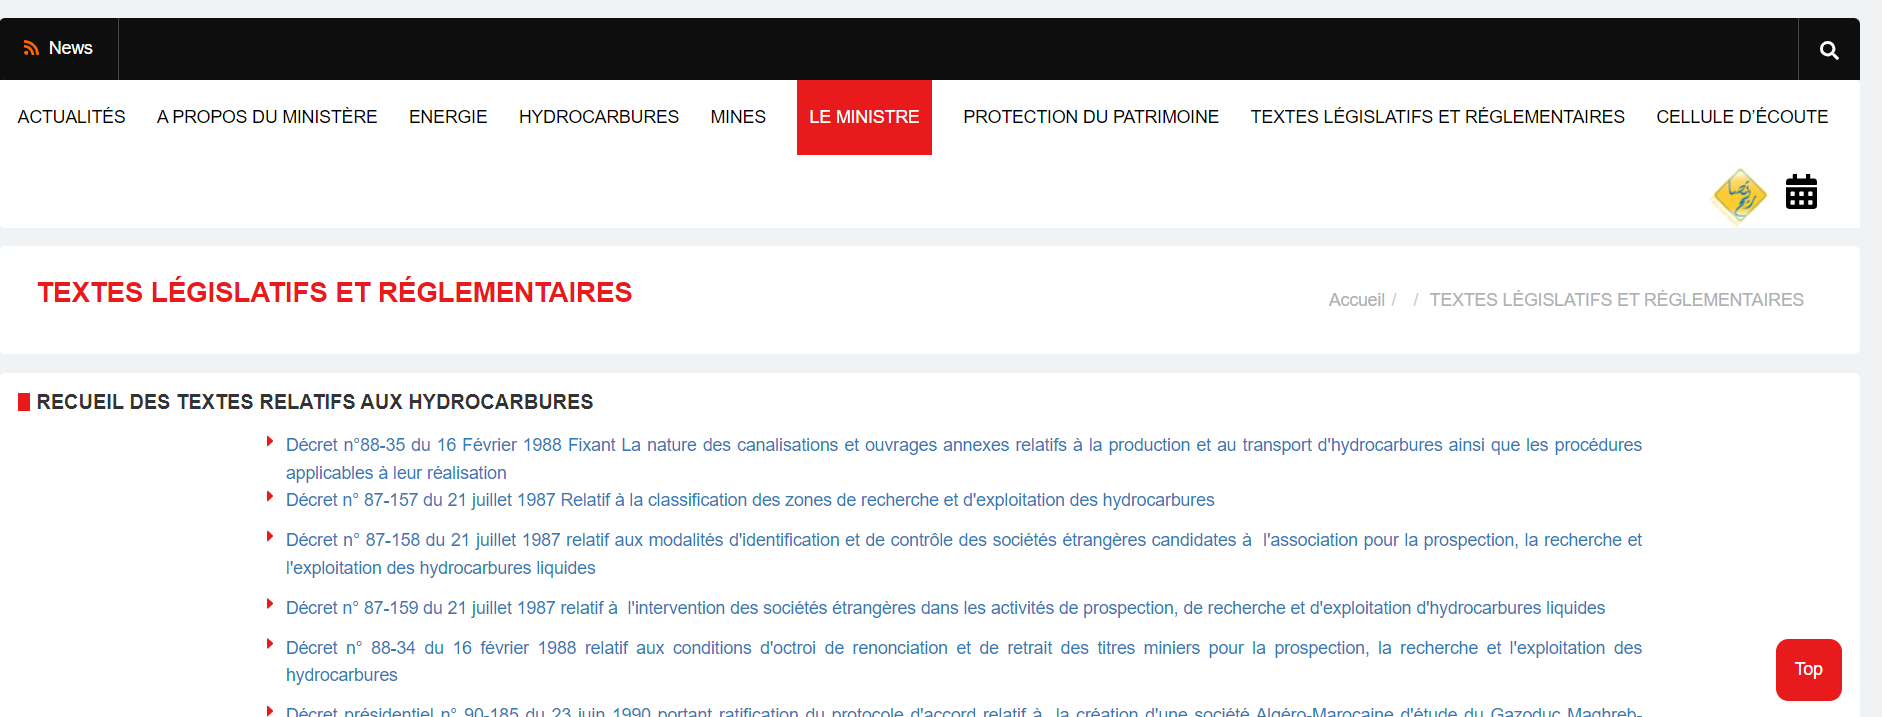 News
ACTUALITÉS A PROPOS DU MINISTÈRE ENERGIE HYDROCARBURES MINES LE MINISTRE PROTECTION DU PATRIMOINE TEXTES LÉGISLATIFS ET RÉGLEMENTAIRES CELLULE D'ÉCOUTE
TEXTES LÉGISLATIFS ET RÉGLEMENTAIRES
Accueil / / TEXTES LÉGISLATIFS ET RÉGLEMENTAIRES
RECUEIL DES TEXTES RELATIFS AUX HYDROCARBURES
Décret n°88-35 du 16 Février 1988 Fixant La nature des canalisations et ouvrages annexes relatifs à la production et au transport d'hydrocarbures ainsi que les procédures
applicables à leur réalisation
Décret n° 87-157 du 21 juillet 1987 Relatif à la classification des zones de recherche et d'exploitation des hydrocarbures
Décret n° 87-158 du 21 juillet 1987 relatif aux modalités d'identification et de contrôle des sociétés étrangères candidates à l'association pour la prospection, la recherche et
l'exploitation des hydrocarbures liquides
Décret n° 87-159 du 21 juillet 1987 relatif à l'intervention des sociétés étrangères dans les activités de prospection, de recherche et d'exploitation d'hydrocarbures liquides
Décret n° 88-34 du 16 février 1988 relatif aux conditions d'octroi de renonciation et de retrait des titres miniers pour la prospection, la recherche et l'exploitation des
hydrocarbures
Top
Décret présidentiel n° 90-185 du 23 juin 1990 portant ratification du protocole d'accord relatif à la création d'une société Algéro-Marocaine d'étude du Gazoduc Maghreb-